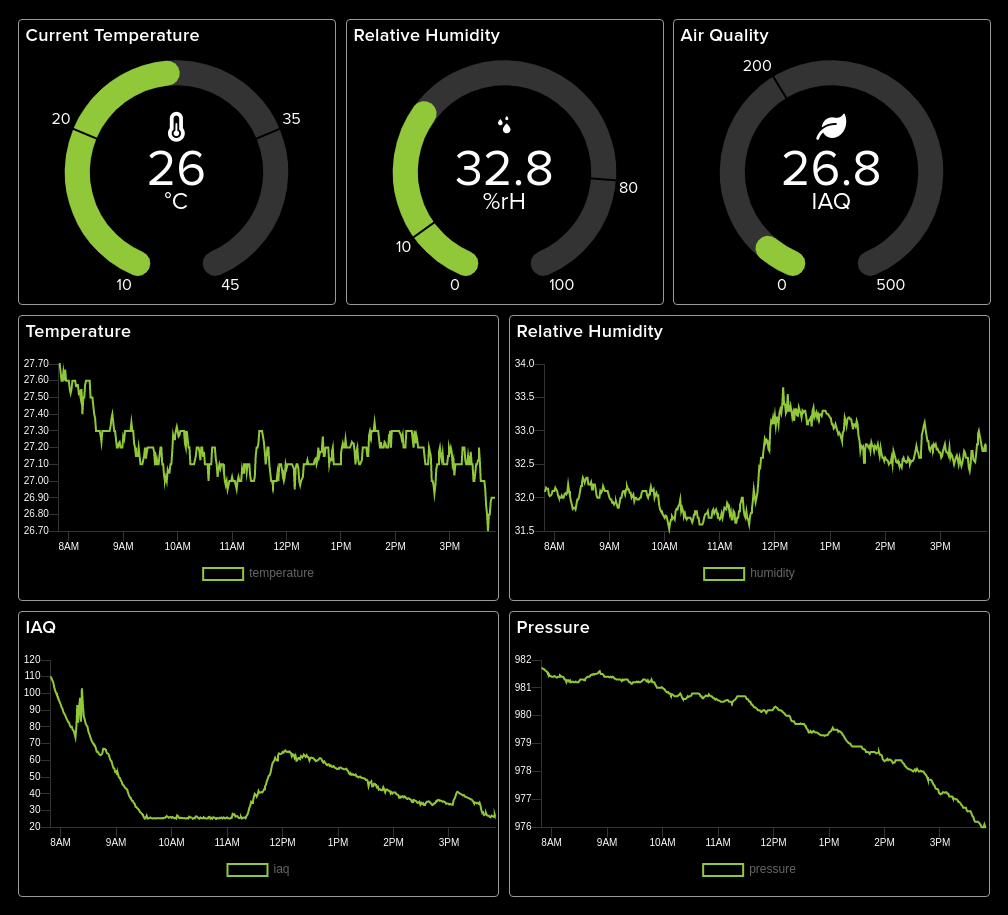 Current Temperature
20
35
26
°C
10
45
Relative Humidity
32.8
%rH
80
10
0
100
Air Quality
200
26.8
IAQ
0
500
Temperature
27.70
27.60
27.50
27.40
27.30
27.20
27.10
27.00
26.90
26.80
26.70
8AM 9AM 10AM 11AM 12PM 1PM 2PM 3PM
temperature
Relative Humidity
34.0
33.5
33.0
32.5
32.0
31.5
8AM 9AM 10AM 11AM 12PM 1PM 2PM 3PM
humidity
IAQ
120
110
100
90
80
70
60
50
40
30
20
8AM 9AM 10AM 11AM 12PM 1PM 2PM 3PM
iaq
Pressure
982
981
980
979
978
977
976
8AM 9AM 10AM 11AM 12PM 1PM 2PM 3PM
pressure